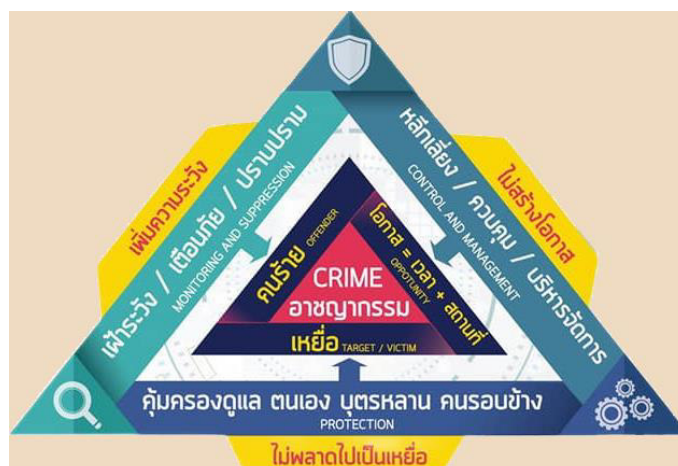 เพิ่มความระวัง
เฝ้าระวัง / เตือนภัย / ปราบปราม
MONITORING AND SUPPRESSION
ไม่สร้างโอกาส
หลีกเลี่ยง / ควบคุม / บริหารจัดการ
CONTROL AND MANAGEMENT
คนร้าย OFFENDER
โอกาส = เวลา + สถานที่
OPPOTUNITY
CRIME
อาชญากรรม
เหยื่อ TARGET / VICTIM
คุ้มครองดูแล ตนเอง บุตรหลาน คนรอบข้าง
PROTECTION
ไม่พลาดไปเป็นเหยื่อ